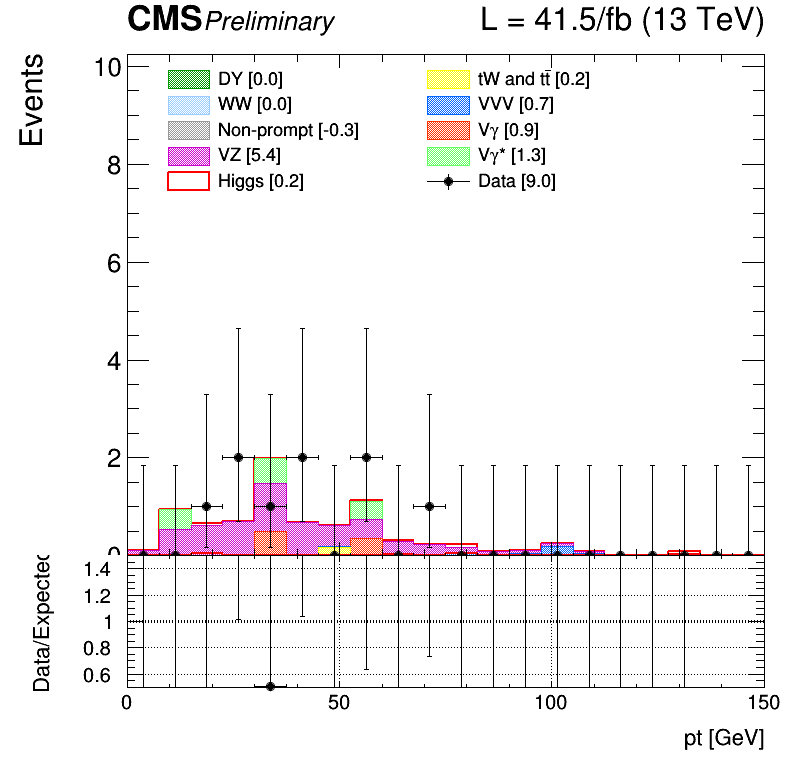 CMS Preliminary L = 41.5/fb (13 TeV)
Events
10
8
6
4
2
0
DY [0.0]
WW [0.0]
Non-prompt [-0.3]
VZ [5.4]
Higgs [0.2]
tW and tt̄ [0.2]
VVV [0.7]
Vγ [0.9]
Vγ* [1.3]
Data [9.0]
Data/Expected
1.4
1.2
1
0.8
0.6
0 50 100 150
pt [GeV]